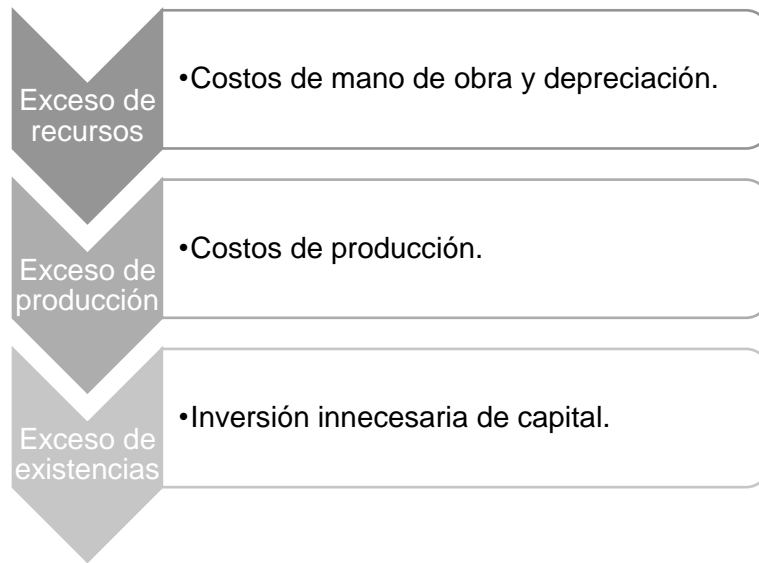 Exceso de
recursos
•Costos de mano de obra y depreciación.
Exceso de
producción
•Costos de producción.
Exceso de
existencias
•Inversión innecesaria de capital.